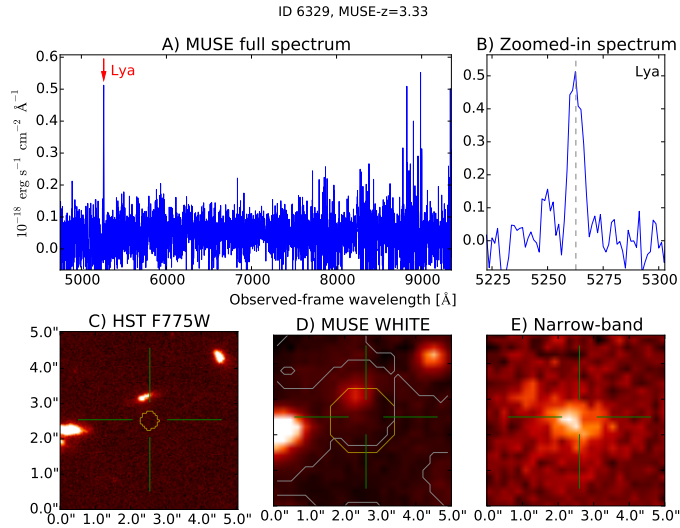 ID 6329, MUSE-z=3.33
A) MUSE full spectrum
B) Zoomed-in spectrum
Lya
Lya
10⁻¹⁸ erg s⁻¹ cm⁻² Å⁻¹
0.6
0.5
0.4
0.3
0.2
0.1
0.0
5000 6000 7000 8000 9000
Observed-frame wavelength [Å]
0.5
0.4
0.3
0.2
0.1
0.0
5225 5250 5275 5300
C) HST F775W
D) MUSE WHITE
E) Narrow-band
5.0"
4.0"
3.0"
2.0"
1.0"
0.0"
0.0" 1.0" 2.0" 3.0" 4.0" 5.0"
0.0" 1.0" 2.0" 3.0" 4.0" 5.0"
0.0" 1.0" 2.0" 3.0" 4.0" 5.0"